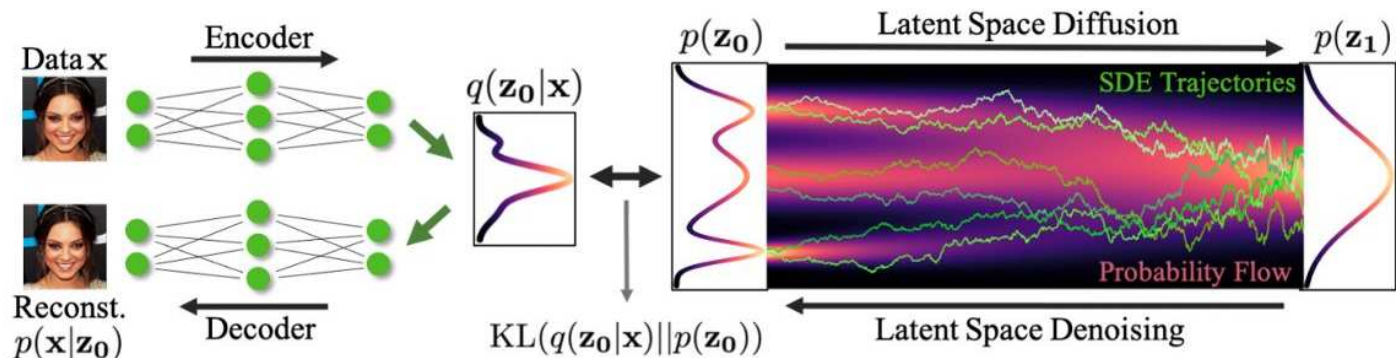 Data x
Encoder
q(z₀|x)
p(z₀)
Latent Space Diffusion
p(z₁)
SDE Trajectories
Probability Flow
Reconst.
p(x|z₀)
Decoder
KL(q(z₀|x)||p(z₀))
Latent Space Denoising